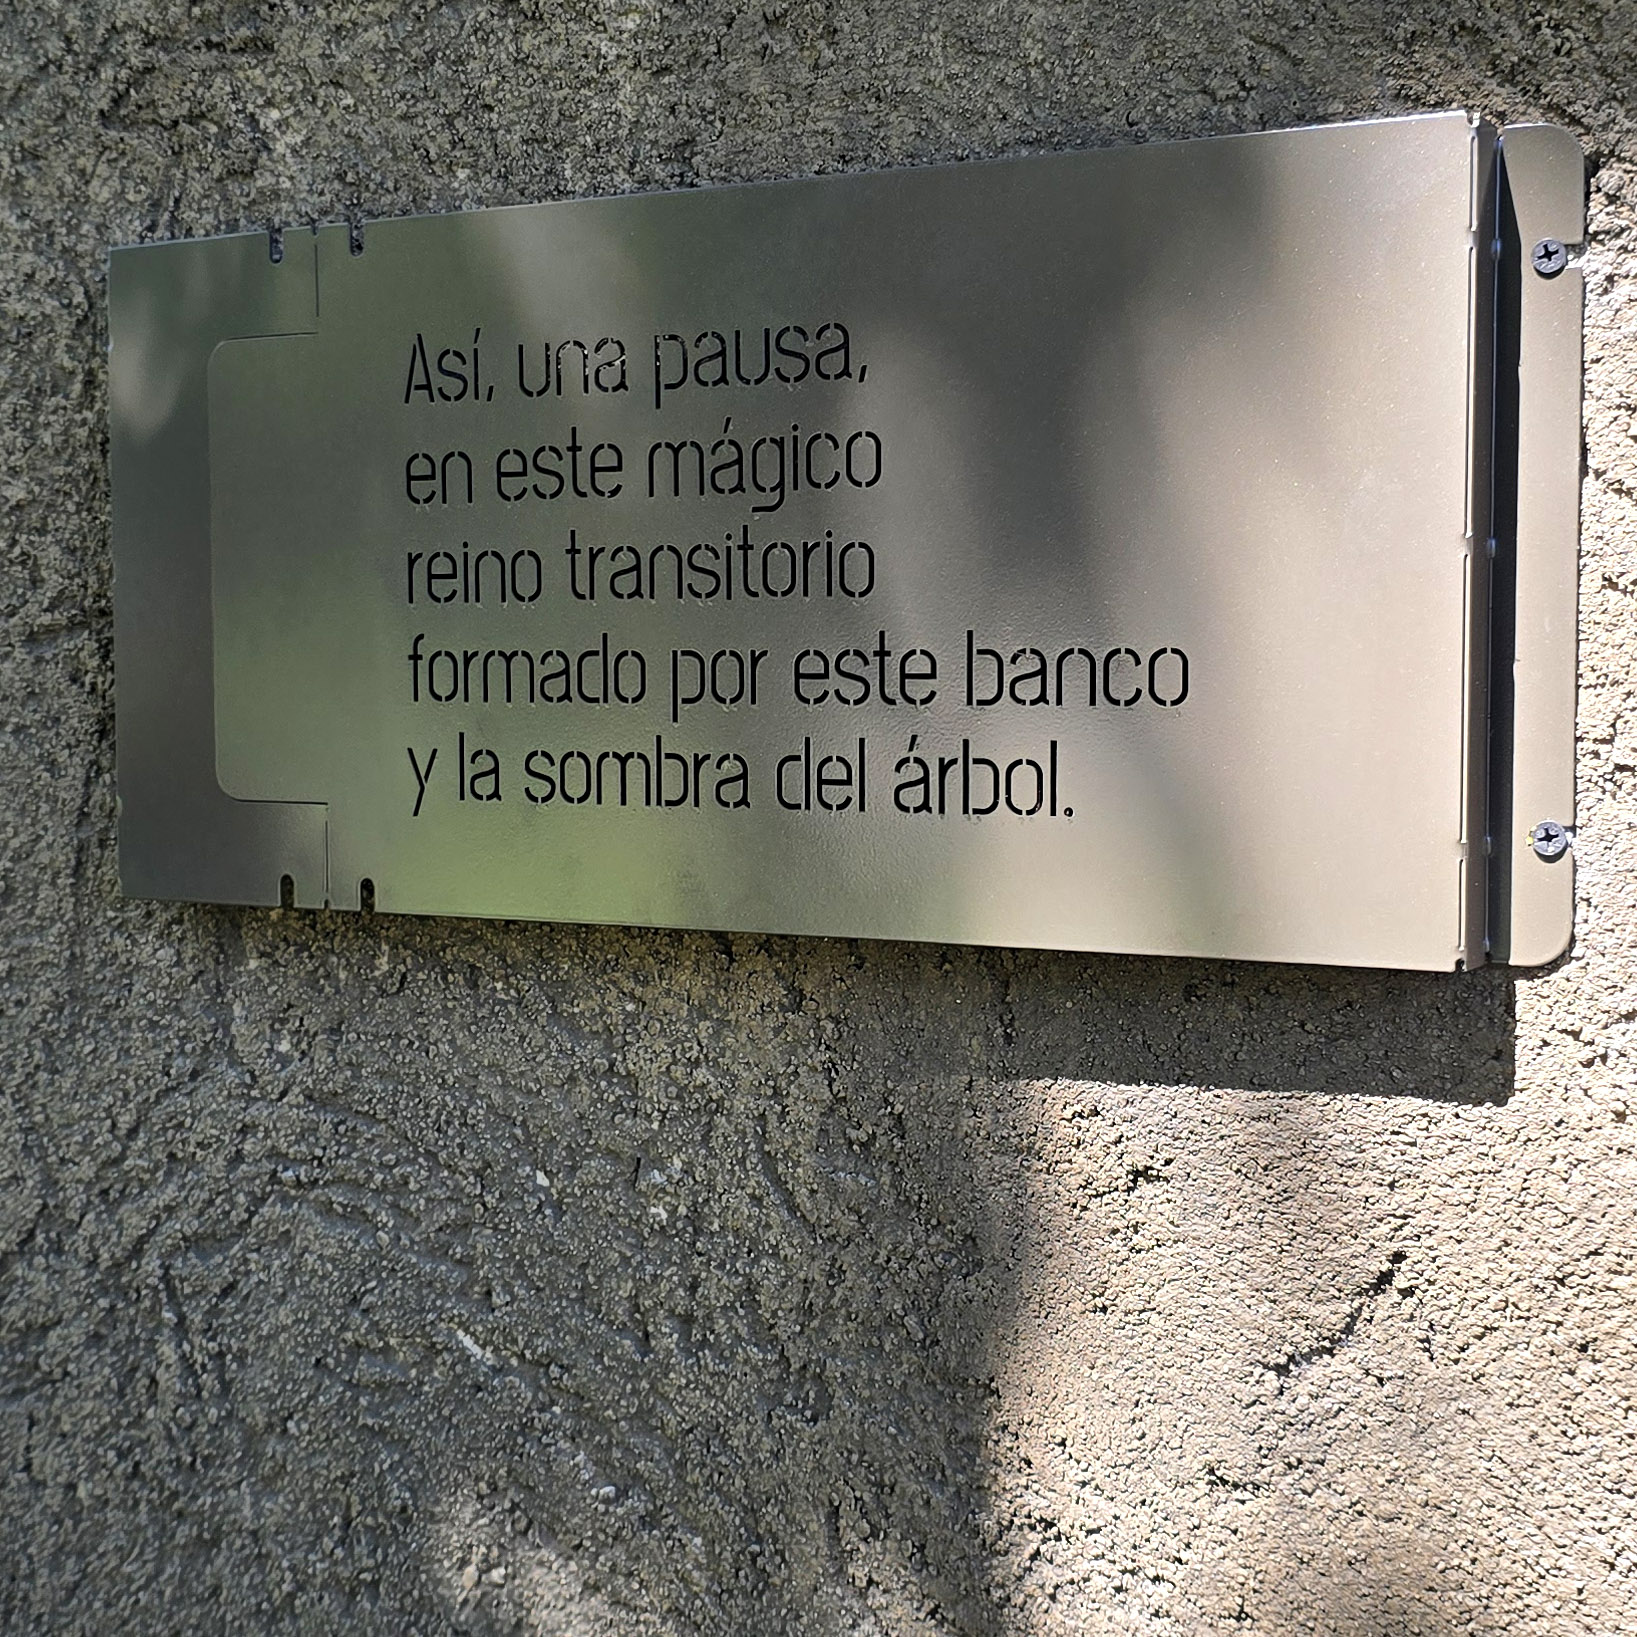 Así, una pausa,
en este mágico
reino transitorio
formado por este banco
y la sombra del árbol.